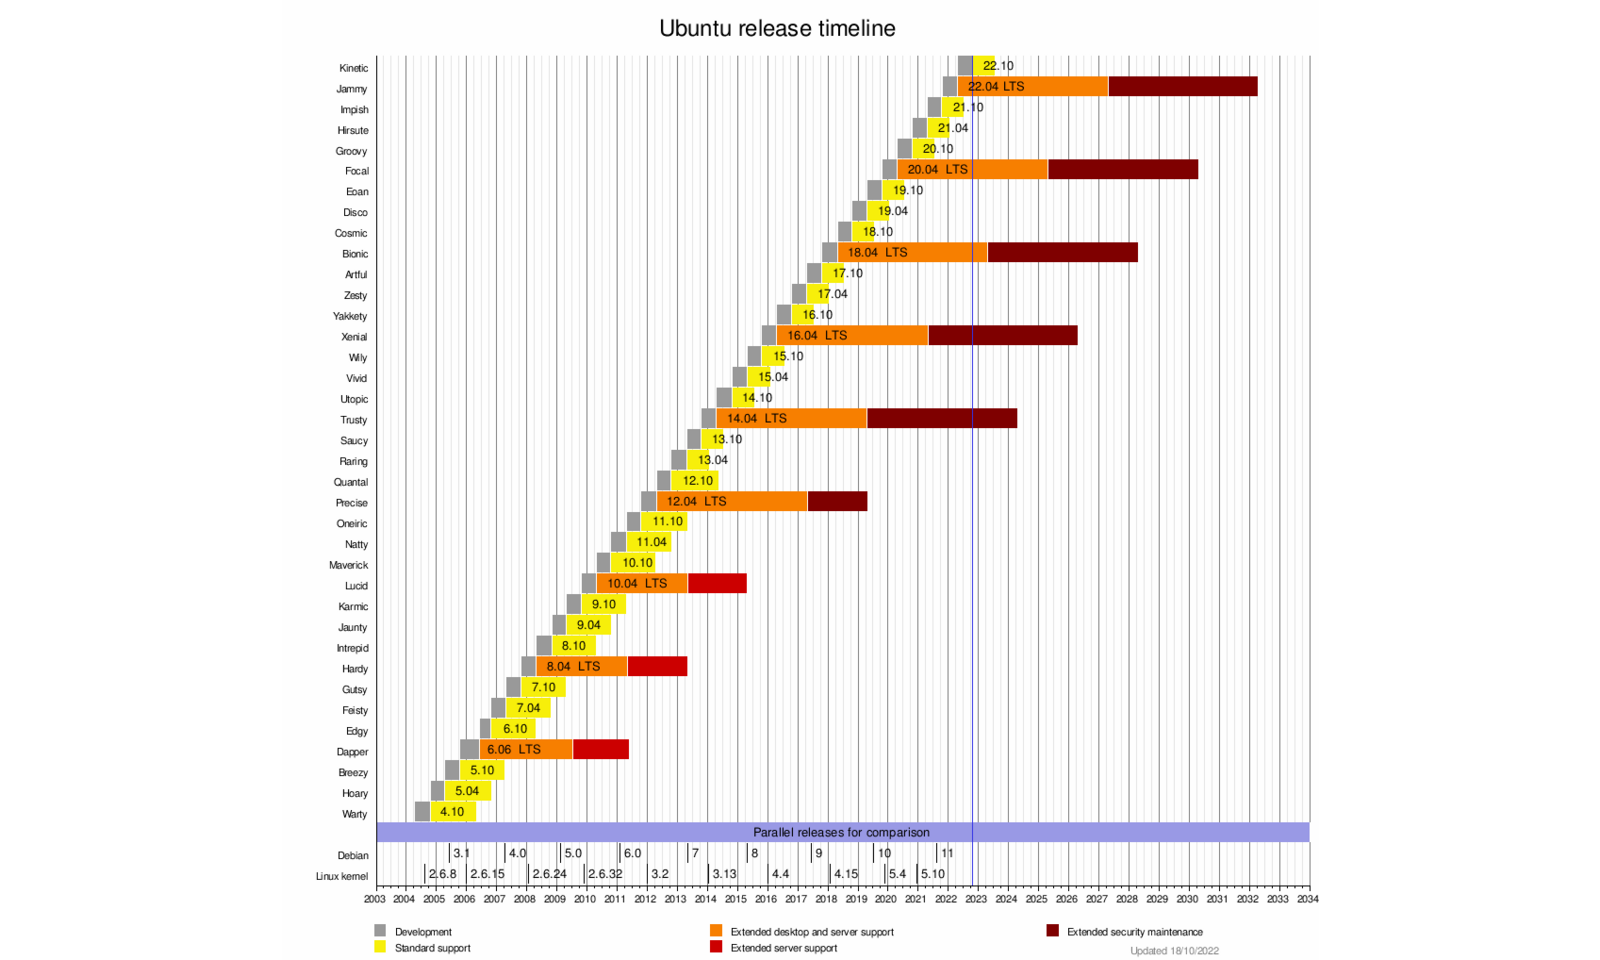 Ubuntu release timeline
Kinetic 22.10
Jammy 22.04 LTS
Impish 21.10
Hirsute 21.04
Groovy 20.10
Focal 20.04 LTS
Eoan 19.10
Disco 19.04
Cosmic 18.10
Bionic 18.04 LTS
Artful 17.10
Zesty 17.04
Yakkety 16.10
Xenial 16.04 LTS
Wily 15.10
Vivid 15.04
Utopic 14.10
Trusty 14.04 LTS
Saucy 13.10
Raring 13.04
Quantal 12.10
Precise 12.04 LTS
Oneiric 11.10
Natty 11.04
Maverick 10.10
Lucid 10.04 LTS
Karmic 9.10
Jaunty 9.04
Intrepid 8.10
Hardy 8.04 LTS
Gutsy 7.10
Feisty 7.04
Edgy 6.10
Dapper 6.06 LTS
Breezy 5.10
Hoary 5.04
Warty 4.10
Parallel releases for comparison
Debian 3.1 4.0 5.0 6.0 7 8 9 10 11
Linux kernel 2.6.8 2.6.15 2.6.24 2.6.32 3.2 3.13 4.4 4.15 5.4 5.10
2003 2004 2005 2006 2007 2008 2009 2010 2011 2012 2013 2014 2015 2016 2017 2018 2019 2020 2021 2022 2023 2024 2025 2026 2027 2028 2029 2030 2031 2032 2033 2034
Development Extended desktop and server support Extended security maintenance
Standard support Extended server support
Updated 18/10/2022